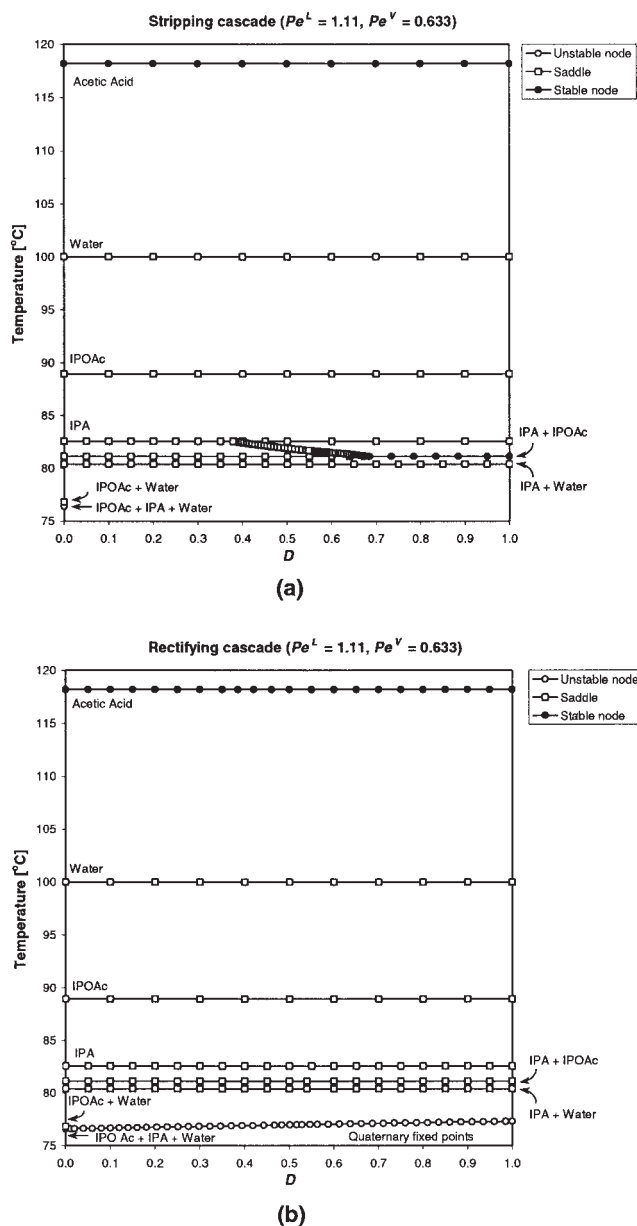 Stripping cascade (Pe^L = 1.11, Pe^V = 0.633)
Unstable node
Saddle
Stable node
120
115
110
105
100
95
90
85
80
75
Temperature [°C]
Acetic Acid
Water
IPOAc
IPA
IPA + IPOAc
IPA + Water
IPOAc + Water
IPOAc + IPA + Water
0.0 0.1 0.2 0.3 0.4 0.5 0.6 0.7 0.8 0.9 1.0
D
(a)
Rectifying cascade (Pe^L = 1.11, Pe^V = 0.633)
Unstable node
Saddle
Stable node
120
115
110
105
100
95
90
85
80
75
Temperature [°C]
Acetic Acid
Water
IPOAc
IPA
IPA + IPOAc
IPA + Water
IPOAc + Water
IPO Ac + IPA + Water
Quaternary fixed points
0.0 0.1 0.2 0.3 0.4 0.5 0.6 0.7 0.8 0.9 1.0
D
(b)